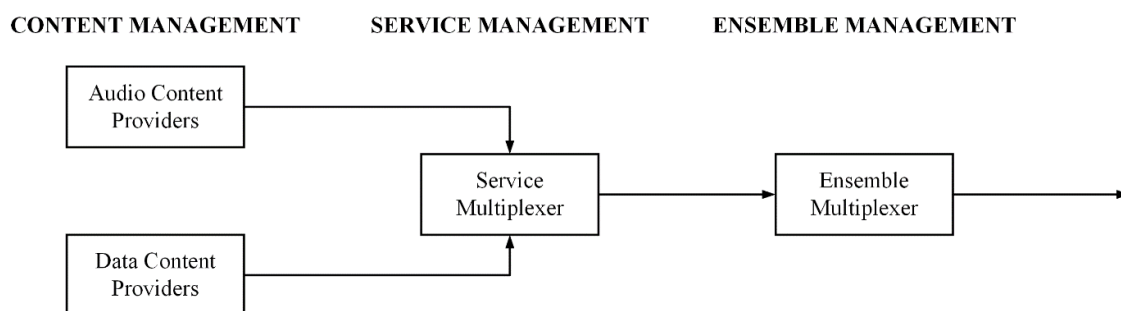 CONTENT MANAGEMENT
SERVICE MANAGEMENT
ENSEMBLE MANAGEMENT
Audio Content
Providers
Service
Multiplexer
Ensemble
Multiplexer
Data Content
Providers